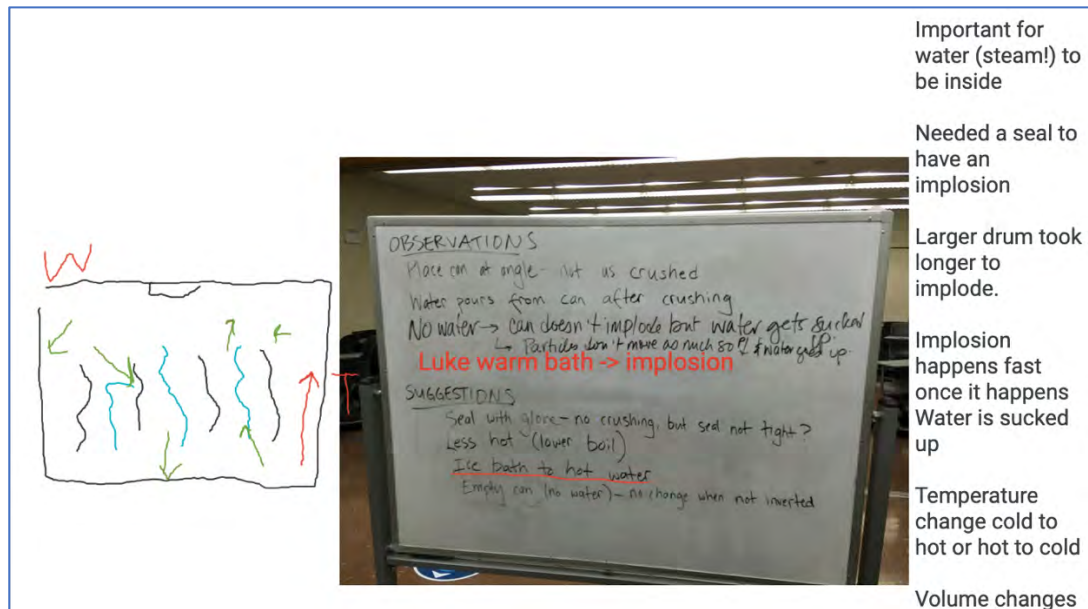 W
T
OBSERVATIONS
Place can at angle - not as crushed
Water pours from can after crushing
No water → can doesn't implode but water gets sucked
↳ Particles don't move as much so & water up.
Luke warm bath -> implosion
SUGGESTIONS
Seal with glove - no crushing, but seal not tight?
Less hot (lower boil)
Ice bath to hot water
Empty can (no water) - no change when not inverted
Important for
water (steam!) to
be inside
Needed a seal to
have an
implosion
Larger drum took
longer to
implode.
Implosion
happens fast
once it happens
Water is sucked
up
Temperature
change cold to
hot or hot to cold
Volume changes